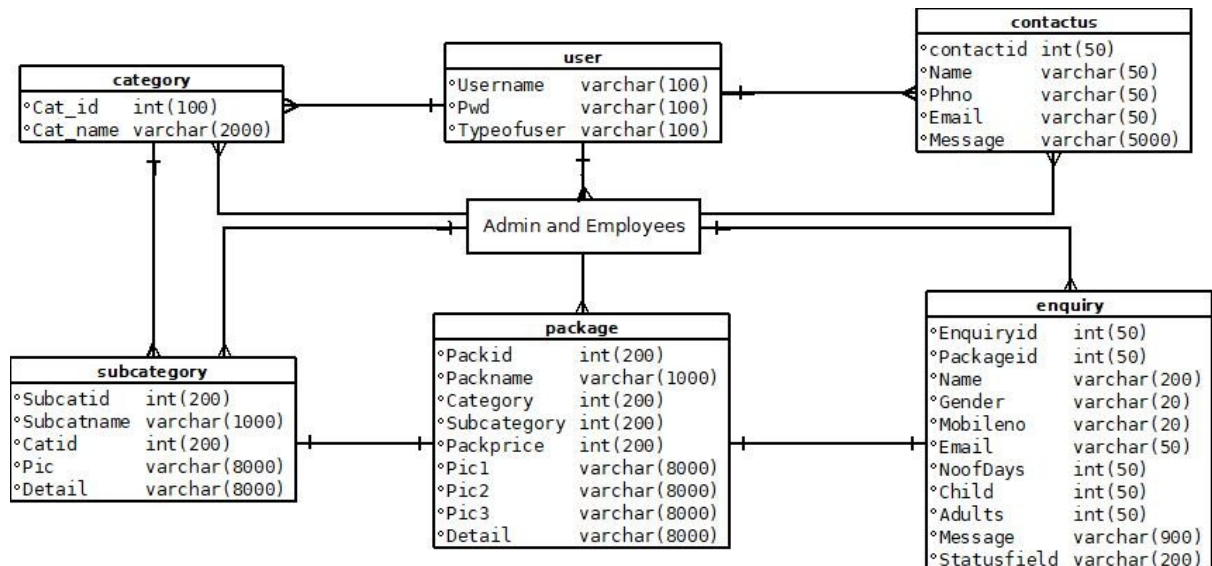 category
°Cat_id int(100)
°Cat_name varchar(2000)
user
°Username varchar(100)
°Pwd varchar(100)
°Typeofuser varchar(100)
contactus
°contactid int(50)
°Name varchar(50)
°Phno varchar(50)
°Email varchar(50)
°Message varchar(5000)
Admin and Employees
subcategory
°Subcatid int(200)
°Subcatname varchar(1000)
°Catid int(200)
°Pic varchar(8000)
°Detail varchar(8000)
package
°Packid int(200)
°Packname varchar(1000)
°Category int(200)
°Subcategory int(200)
°Packprice int(200)
°Pic1 varchar(8000)
°Pic2 varchar(8000)
°Pic3 varchar(8000)
°Detail varchar(8000)
enquiry
°Enquiryid int(50)
°Packageid int(50)
°Name varchar(200)
°Gender varchar(20)
°Mobileno varchar(20)
°Email varchar(50)
°NoofDays int(50)
°Child int(50)
°Adults int(50)
°Message varchar(900)
°Statusfield varchar(200)